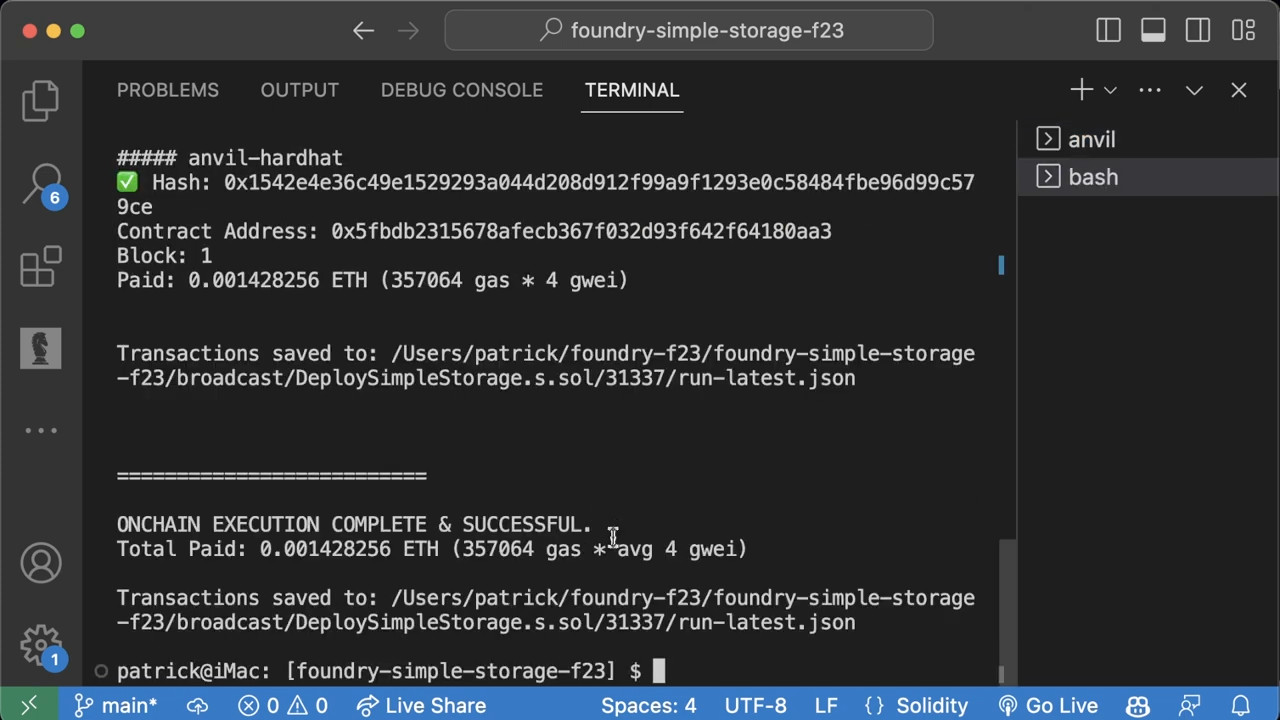 foundry-simple-storage-f23
PROBLEMS OUTPUT DEBUG CONSOLE TERMINAL
##### anvil-hardhat
✅ Hash: 0x1542e4e36c49e1529293a044d208d912f99a9f1293e0c58484fbe96d99c57
9ce
Contract Address: 0x5fbdb2315678afecb367f032d93f642f64180aa3
Block: 1
Paid: 0.001428256 ETH (357064 gas * 4 gwei)
Transactions saved to: /Users/patrick/foundry-f23/foundry-simple-storage
-f23/broadcast/DeploySimpleStorage.s.sol/31337/run-latest.json
==========================
ONCHAIN EXECUTION COMPLETE & SUCCESSFUL.
Total Paid: 0.001428256 ETH (357064 gas * avg 4 gwei)
Transactions saved to: /Users/patrick/foundry-f23/foundry-simple-storage
-f23/broadcast/DeploySimpleStorage.s.sol/31337/run-latest.json
patrick@iMac: [foundry-simple-storage-f23] $
anvil
bash
6
1
main* 0 0 Live Share Spaces: 4 UTF-8 LF {} Solidity Go Live